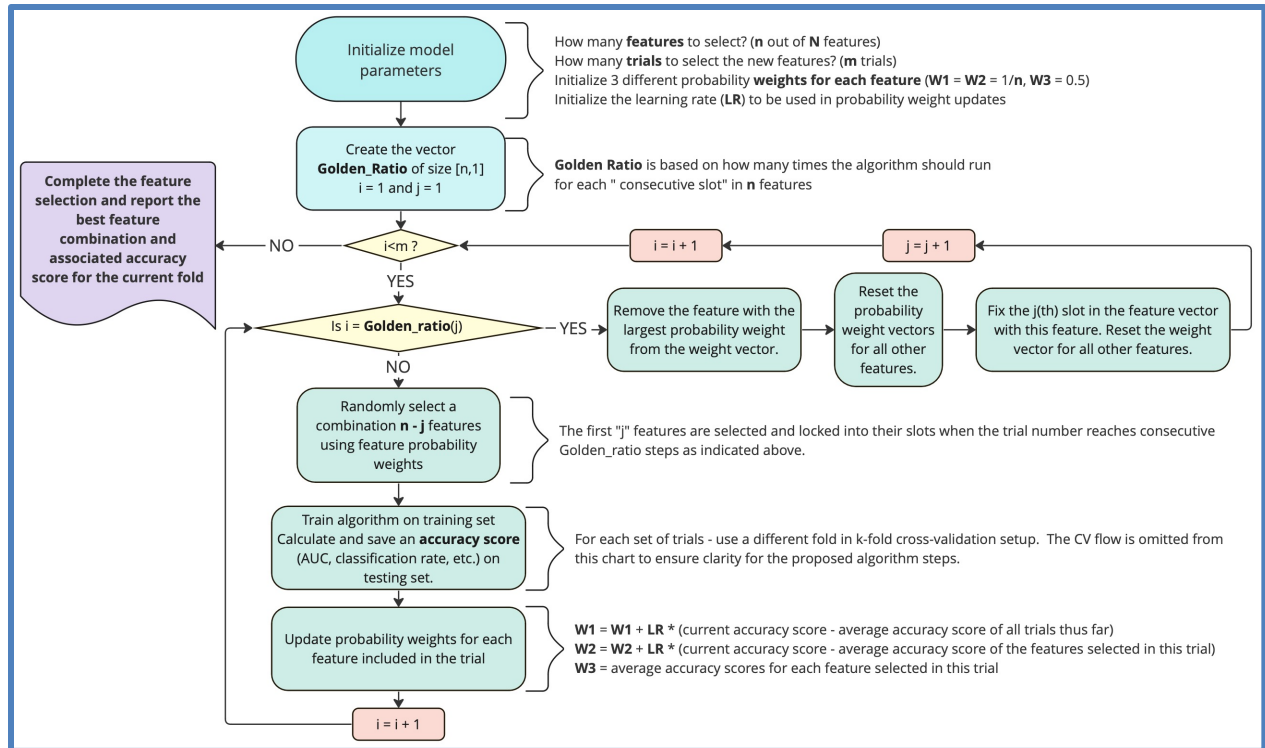 Initialize model
parameters
How many features to select? (n out of N features)
How many trials to select the new features? (m trials)
Initialize 3 different probability weights for each feature (W1 = W2 = 1/n, W3 = 0.5)
Initialize the learning rate (LR) to be used in probability weight updates
Create the vector
Golden_Ratio of size [n,1]
i = 1 and j = 1
Golden Ratio is based on how many times the algorithm should run
for each " consecutive slot" in n features
Complete the feature
selection and report the
best feature
combination and
associated accuracy
score for the current fold
NO
i<m ?
i = i + 1
j = j + 1
YES
Is i = Golden_ratio(j)
YES
Remove the feature with the
largest probability weight
from the weight vector.
Reset the
probability
weight vectors
for all other
features.
Fix the j(th) slot in the feature vector
with this feature. Reset the weight
vector for all other features.
NO
Randomly select a
combination n - j features
using feature probability
weights
The first "j" features are selected and locked into their slots when the trial number reaches consecutive
Golden_ratio steps as indicated above.
Train algorithm on training set
Calculate and save an accuracy score
(AUC, classification rate, etc.) on
testing set.
For each set of trials - use a different fold in k-fold cross-validation setup. The CV flow is omitted from
this chart to ensure clarity for the proposed algorithm steps.
Update probability weights for each
feature included in the trial
W1 = W1 + LR * (current accuracy score - average accuracy score of all trials thus far)
W2 = W2 + LR * (current accuracy score - average accuracy score of the features selected in this trial)
W3 = average accuracy scores for each feature selected in this trial
i = i + 1